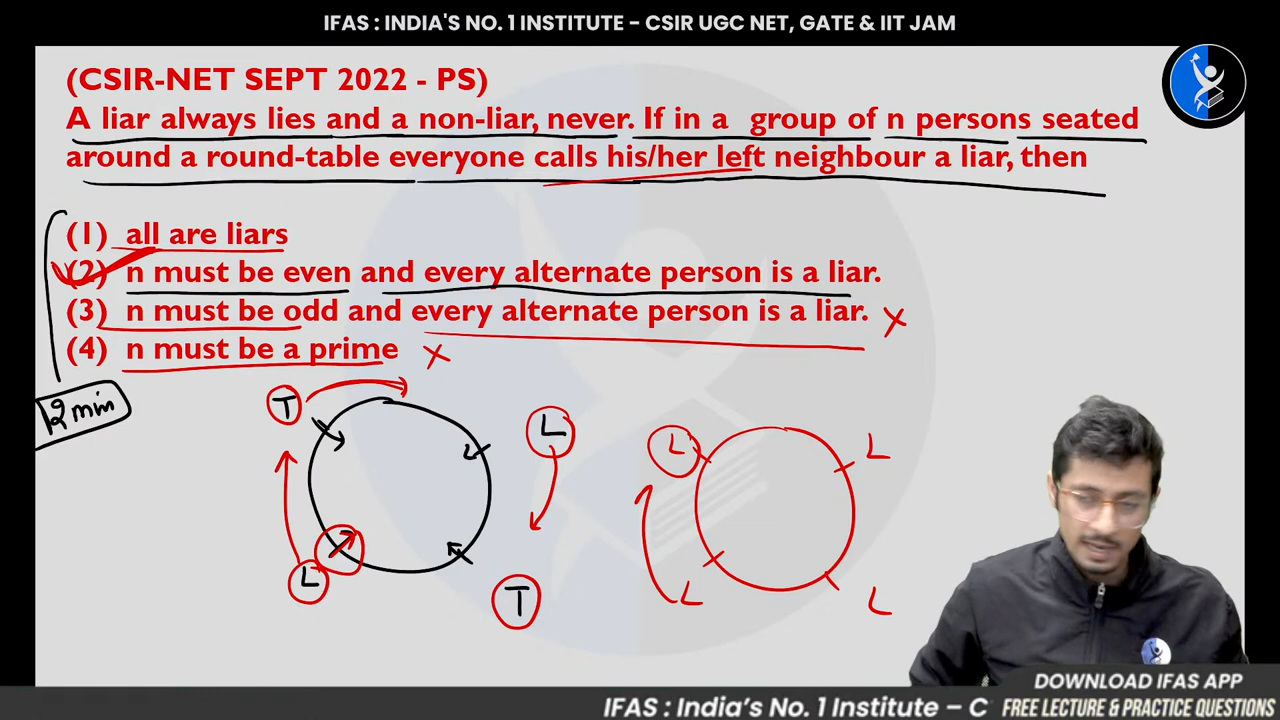 IFAS : INDIA'S NO. 1 INSTITUTE – CSIR UGC NET, GATE & IIT JAM
(CSIR-NET SEPT 2022 - PS)
A liar always lies and a non-liar, never. If in a group of n persons seated
around a round-table everyone calls his/her left neighbour a liar, then
(1) all are liars
(2) n must be even and every alternate person is a liar.
(3) n must be odd and every alternate person is a liar.
(4) n must be a prime
2 min
T
L
L
T
L
L
L
L
DOWNLOAD IFAS APP
IFAS : India's No. 1 Institute – C
FREE LECTURE & PRACTICE QUESTIONS